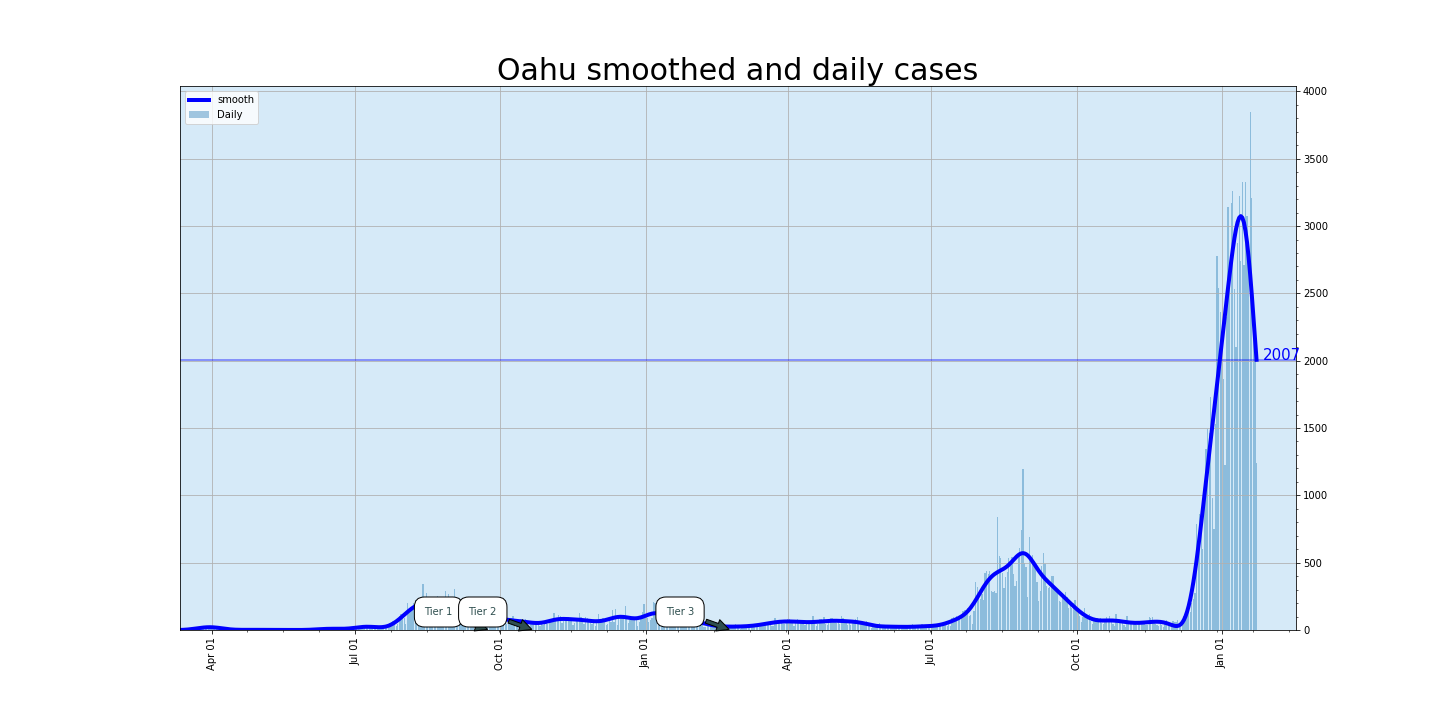 Oahu smoothed and daily cases
smooth
Daily
4000
3500
3000
2500
2000
1500
1000
500
0
2007
Tier 1
Tier 2
Tier 3
Apr 01
Jul 01
Oct 01
Jan 01
Apr 01
Jul 01
Oct 01
Jan 01